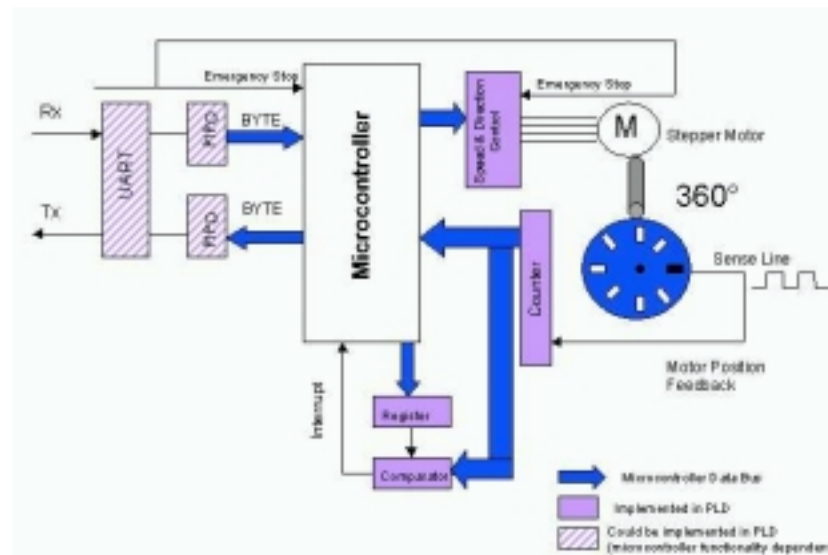 Emergency Stop
Emergency Stop
Rx
BYTE
FIFO
UART
Microcontroller
Speed & Direction
Control
M
Stepper Motor
360°
Tx
BYTE
FIFO
Counter
Sense Line
Motor Position
Feedback
Interrupt
Register
Comparator
Microcontroller Data Bus
Implemented in PLD
Could be implemented in PLD
(microcontroller functionality dependen